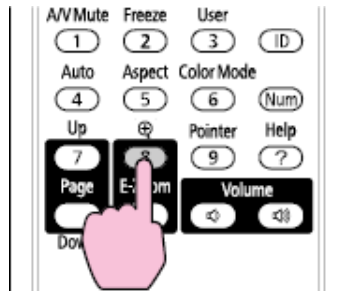 A/V Mute Freeze User
1 2 3 ID
Auto Aspect Color Mode
4 5 6 Num
Up Pointer Help
7 8 9 ?
Page E-Zoom Volume